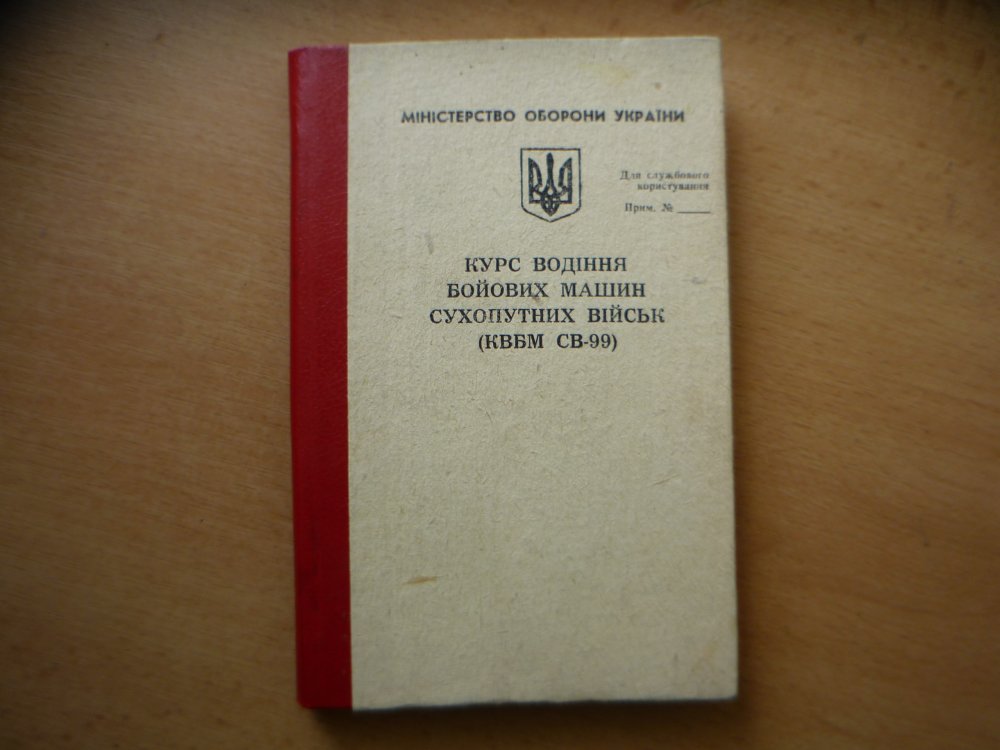 МІНІСТЕРСТВО ОБОРОНИ УКРАЇНИ
Для службового
користування
Прим. №
КУРС ВОДІННЯ
БОЙОВИХ МАШИН
СУХОПУТНИХ ВІЙСЬК
(КВБМ СВ-99)